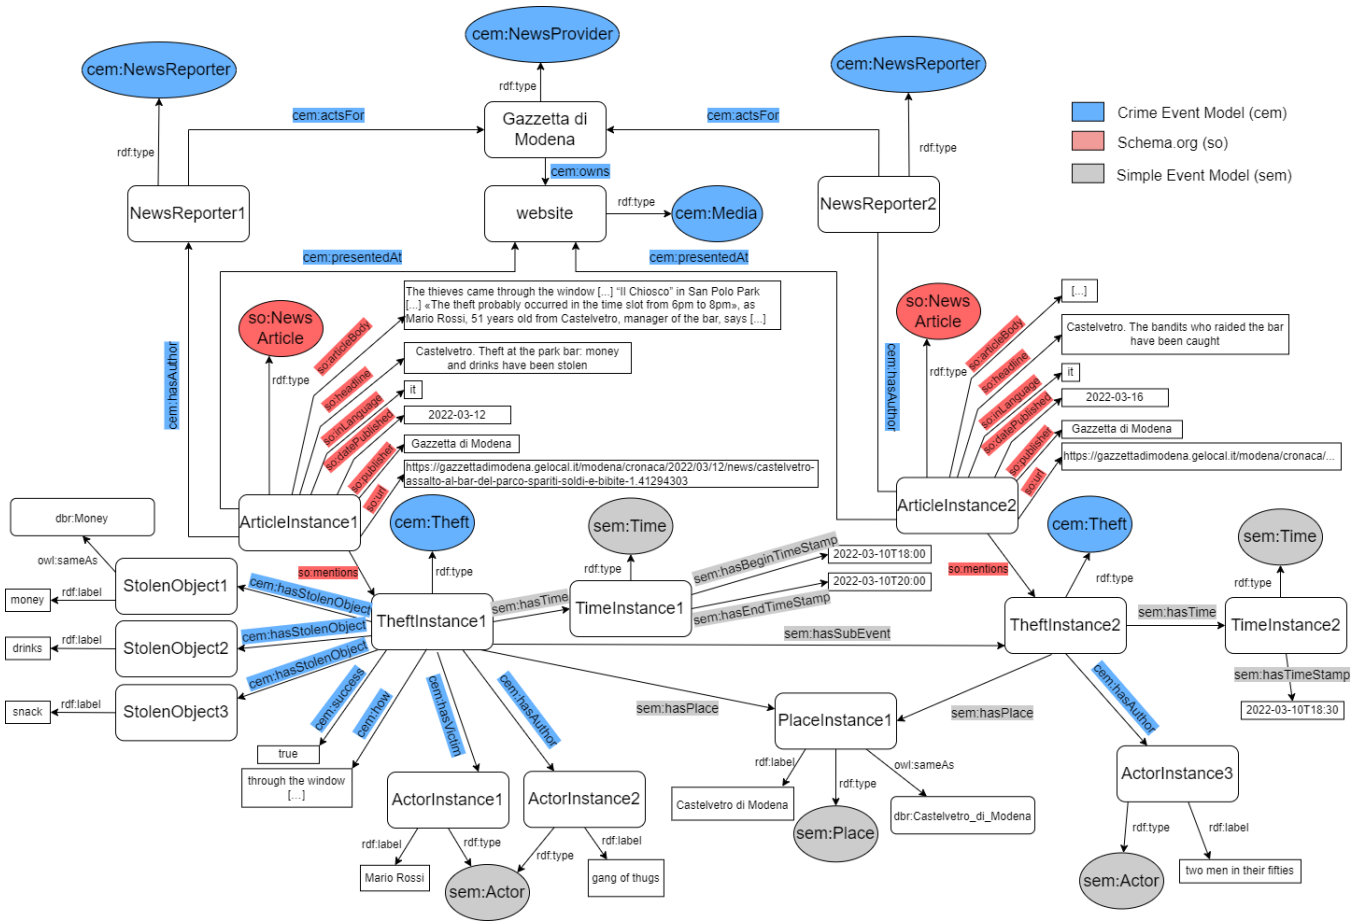 cem:NewsProvider
cem:NewsReporter
cem:NewsReporter
rdf:type
rdf:type
rdf:type
cem:actsFor
cem:actsFor
Gazzetta di
Modena
Crime Event Model (cem)
Schema.org (so)
Simple Event Model (sem)
cem:owns
NewsReporter1
website
rdf:type
cem:Media
NewsReporter2
cem:presentedAt
cem:presentedAt
so:News
Article
rdf:type
so:articleBody
The thieves came through the window [...] “Il Chiosco” in San Polo Park
[...] «The theft probably occurred in the time slot from 6pm to 8pm», as
Mario Rossi, 51 years old from Castelvetro, manager of the bar, says [...]
so:headline
Castelvetro. Theft at the park bar: money
and drinks have been stolen
so:inLanguage
it
so:datePublished
2022-03-12
so:publisher
Gazzetta di Modena
so:url
https://gazzettadimodena.gelocal.it/modena/cronaca/2022/03/12/news/castelvetro-
assalto-al-bar-del-parco-spariti-soldi-e-bibite-1.41294303
cem:hasAuthor
ArticleInstance1
so:News
Article
rdf:type
so:articleBody
[...]
so:headline
Castelvetro. The bandits who raided the bar
have been caught
so:inLanguage
it
so:datePublished
2022-03-16
so:publisher
Gazzetta di Modena
so:url
https://gazzettadimodena.gelocal.it/modena/cronaca/...
cem:hasAuthor
ArticleInstance2
dbr:Money
owl:sameAs
so:mentions
cem:Theft
rdf:type
sem:Time
rdf:type
sem:hasBeginTimeStamp
2022-03-10T18:00
2022-03-10T20:00
sem:hasEndTimeStamp
so:mentions
cem:Theft
rdf:type
sem:Time
rdf:type
StolenObject1
rdf:label
money
cem:hasStolenObject
TheftInstance1
sem:hasTime
TimeInstance1
sem:hasSubEvent
TheftInstance2
sem:hasTime
TimeInstance2
StolenObject2
rdf:label
drinks
cem:hasStolenObject
StolenObject3
rdf:label
snack
cem:hasStolenObject
sem:hasTimeStamp
2022-03-10T18:30
cem:success
true
cem:how
through the window
[...]
cem:hasVictim
cem:hasAuthor
sem:hasPlace
PlaceInstance1
sem:hasPlace
cem:hasAuthor
rdf:label
Castelvetro di Modena
rdf:type
sem:Place
owl:sameAs
dbr:Castelvetro_di_Modena
ActorInstance1
ActorInstance2
ActorInstance3
rdf:label
Mario Rossi
rdf:type
rdf:type
sem:Actor
rdf:label
gang of thugs
rdf:type
sem:Actor
rdf:label
two men in their fifties